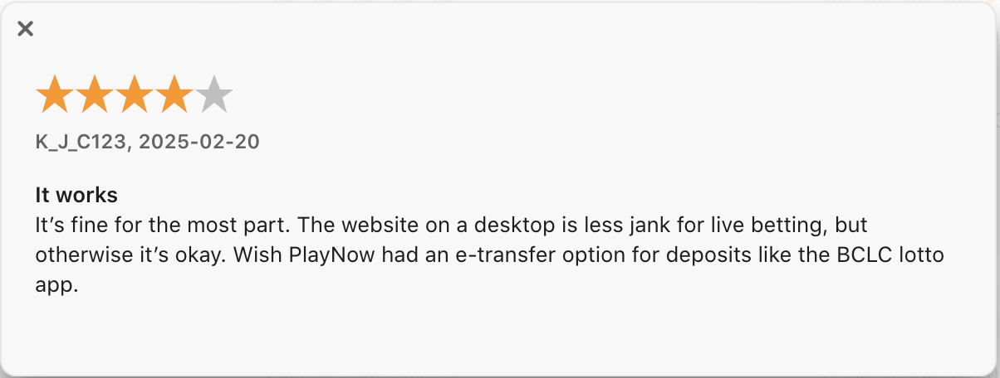 K_J_C123, 2025-02-20
It works
It’s fine for the most part. The website on a desktop is less jank for live betting, but
otherwise it’s okay. Wish PlayNow had an e-transfer option for deposits like the BCLC lotto
app.